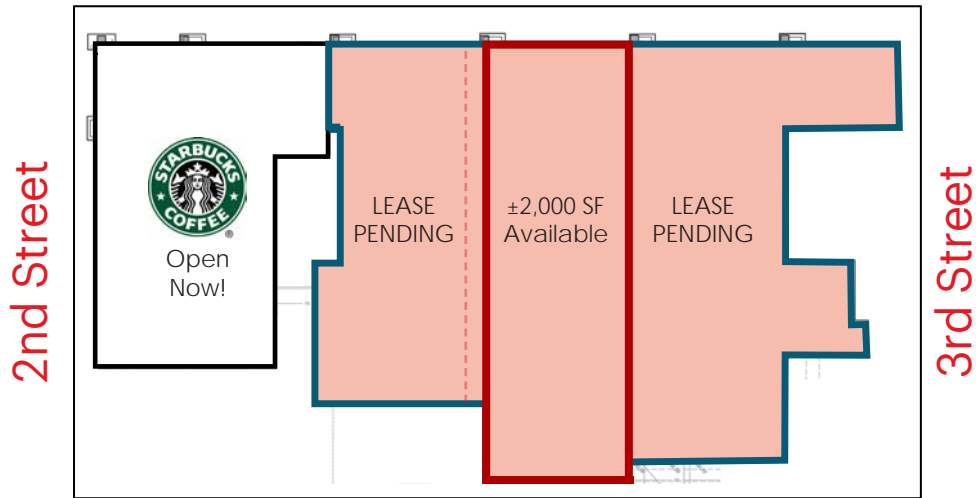 2nd Street
STARBUCKS
COFFEE
®
Open
Now!
LEASE
PENDING
±2,000 SF
Available
LEASE
PENDING
3rd Street